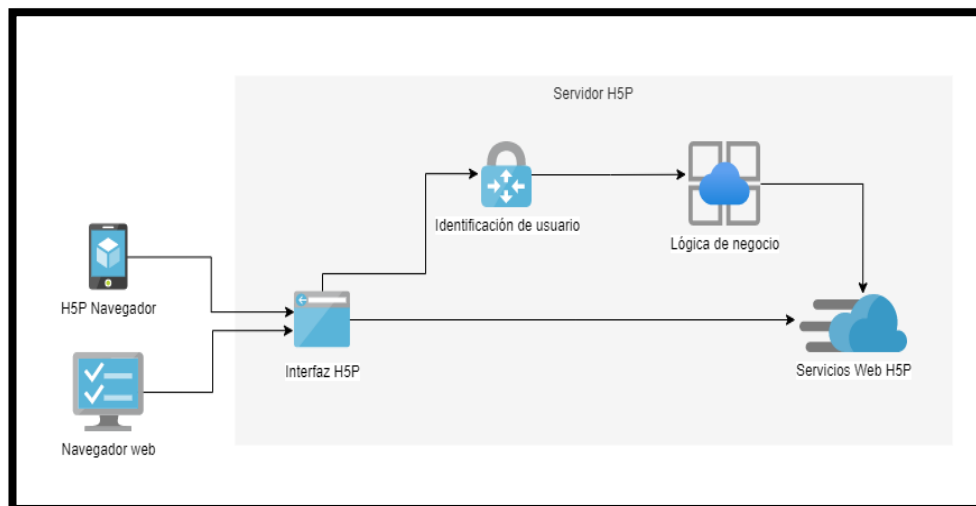 Servidor H5P
Identificación de usuario
Lógica de negocio
H5P Navegador
Interfaz H5P
Servicios Web H5P
Navegador web